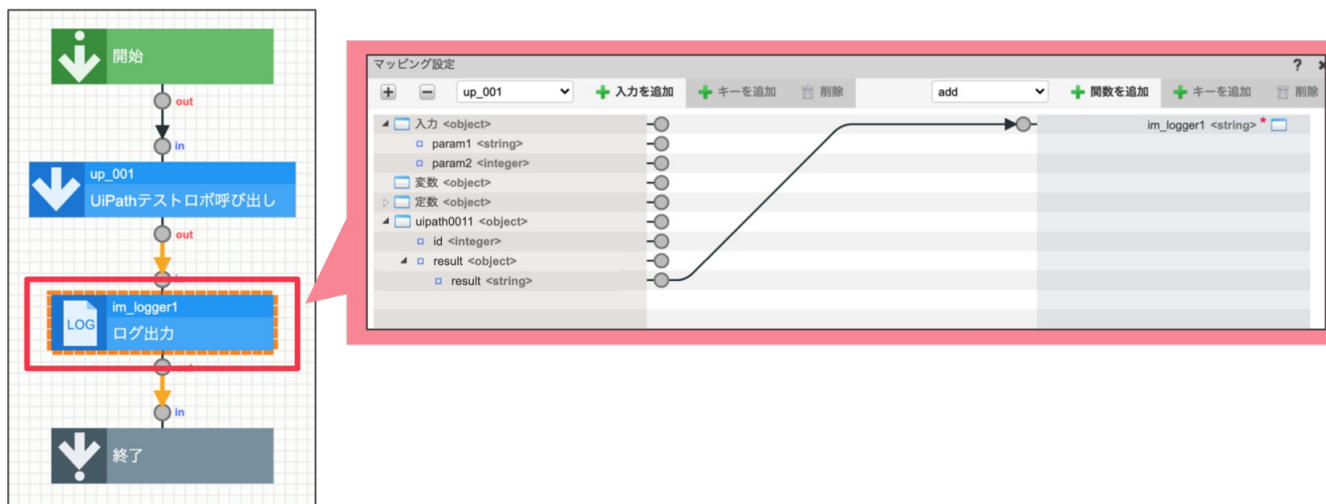 開始
out
in
up_001
UiPathテストロボ呼び出し
out
in
im_logger1
LOG
ログ出力
out
in
終了
マッピング設定
?
up_001
入力を追加
キーを追加
削除
add
関数を追加
キーを追加
削除
入力 <object>
param1 <string>
param2 <integer>
変数 <object>
定数 <object>
uipath0011 <object>
id <integer>
result <object>
result <string>
im_logger1 <string> *